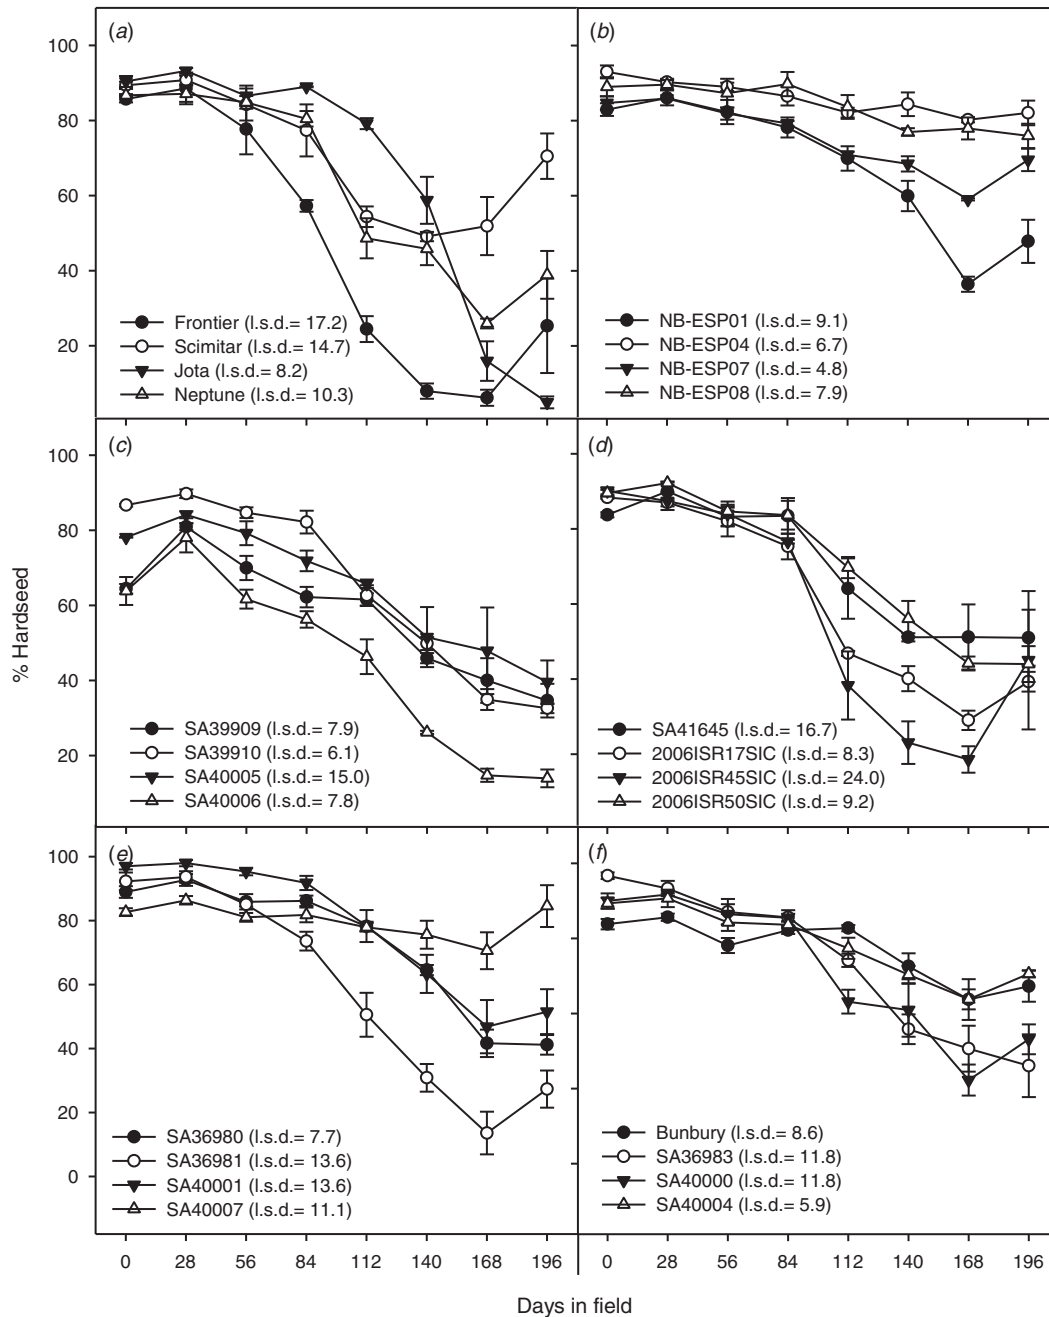 (a)
(b)
100
80
60
40
20
Frontier (l.s.d.= 17.2)
Scimitar (l.s.d.= 14.7)
Jota (l.s.d.= 8.2)
Neptune (l.s.d.= 10.3)
NB-ESP01 (l.s.d.= 9.1)
NB-ESP04 (l.s.d.= 6.7)
NB-ESP07 (l.s.d.= 4.8)
NB-ESP08 (l.s.d.= 7.9)
(c)
(d)
100
80
60
40
20
% Hardseed
SA39909 (l.s.d.= 7.9)
SA39910 (l.s.d.= 6.1)
SA40005 (l.s.d.= 15.0)
SA40006 (l.s.d.= 7.8)
SA41645 (l.s.d.= 16.7)
2006ISR17SIC (l.s.d.= 8.3)
2006ISR45SIC (l.s.d.= 24.0)
2006ISR50SIC (l.s.d.= 9.2)
(e)
(f)
100
80
60
40
20
0
SA36980 (l.s.d.= 7.7)
SA36981 (l.s.d.= 13.6)
SA40001 (l.s.d.= 13.6)
SA40007 (l.s.d.= 11.1)
Bunbury (l.s.d.= 8.6)
SA36983 (l.s.d.= 11.8)
SA40000 (l.s.d.= 11.8)
SA40004 (l.s.d.= 5.9)
0 28 56 84 112 140 168 196
0 28 56 84 112 140 168 196
Days in field